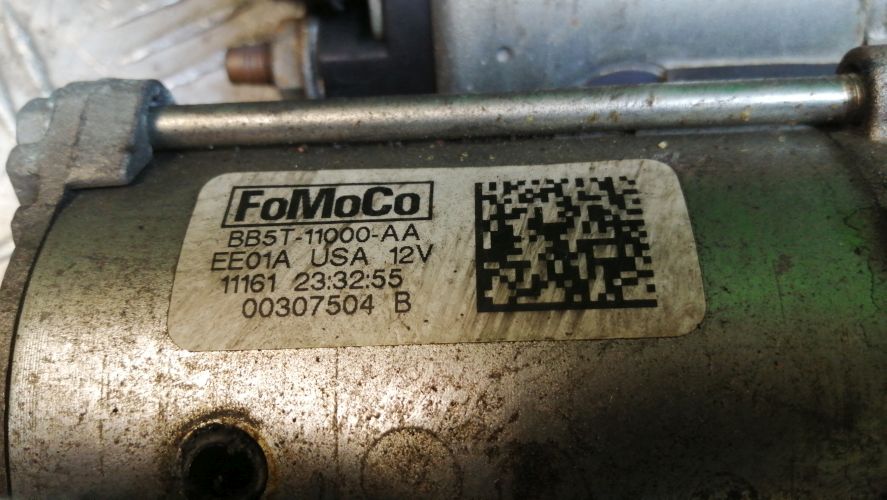 FoMoCo
BB5T-11000-AA
EE01A USA 12V
11161 23:32:55
00307504 B